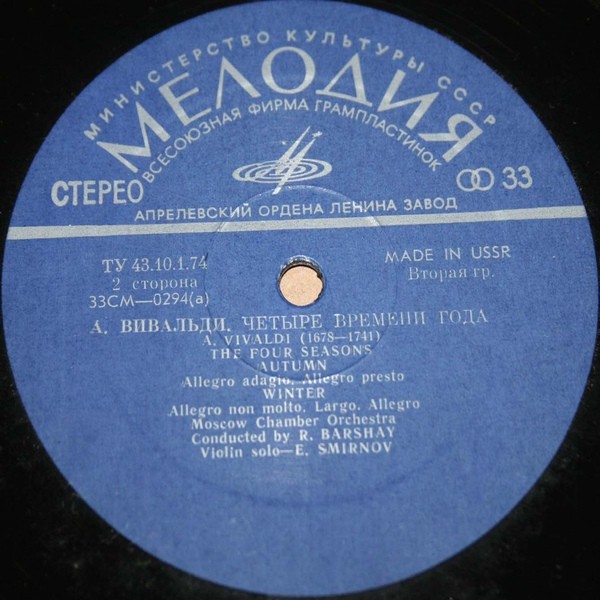 МИНИСТЕРСТВО КУЛЬТУРЫ СССР
МЕЛОДИЯ
ВСЕСОЮЗНАЯ ФИРМА ГРАМПЛАСТИНОК
СТЕРЕО
33
АПРЕЛЕВСКИЙ ОРДЕНА ЛЕНИНА ЗАВОД
ТУ 43.10.1.74
MADE IN USSR
2 сторона
Вторая гр.
33СМ—0294(а)
А. ВИВАЛЬДИ. ЧЕТЫРЕ ВРЕМЕНИ ГОДА
A. VIVALDI (1678—1741)
THE FOUR SEASONS
AUTUMN
Allegro adagio. Allegro presto
WINTER
Allegro non molto. Largo. Allegro
Moscow Chamber Orchestra
Conducted by R. BARSHAY
Violin solo—E. SMIRNOV